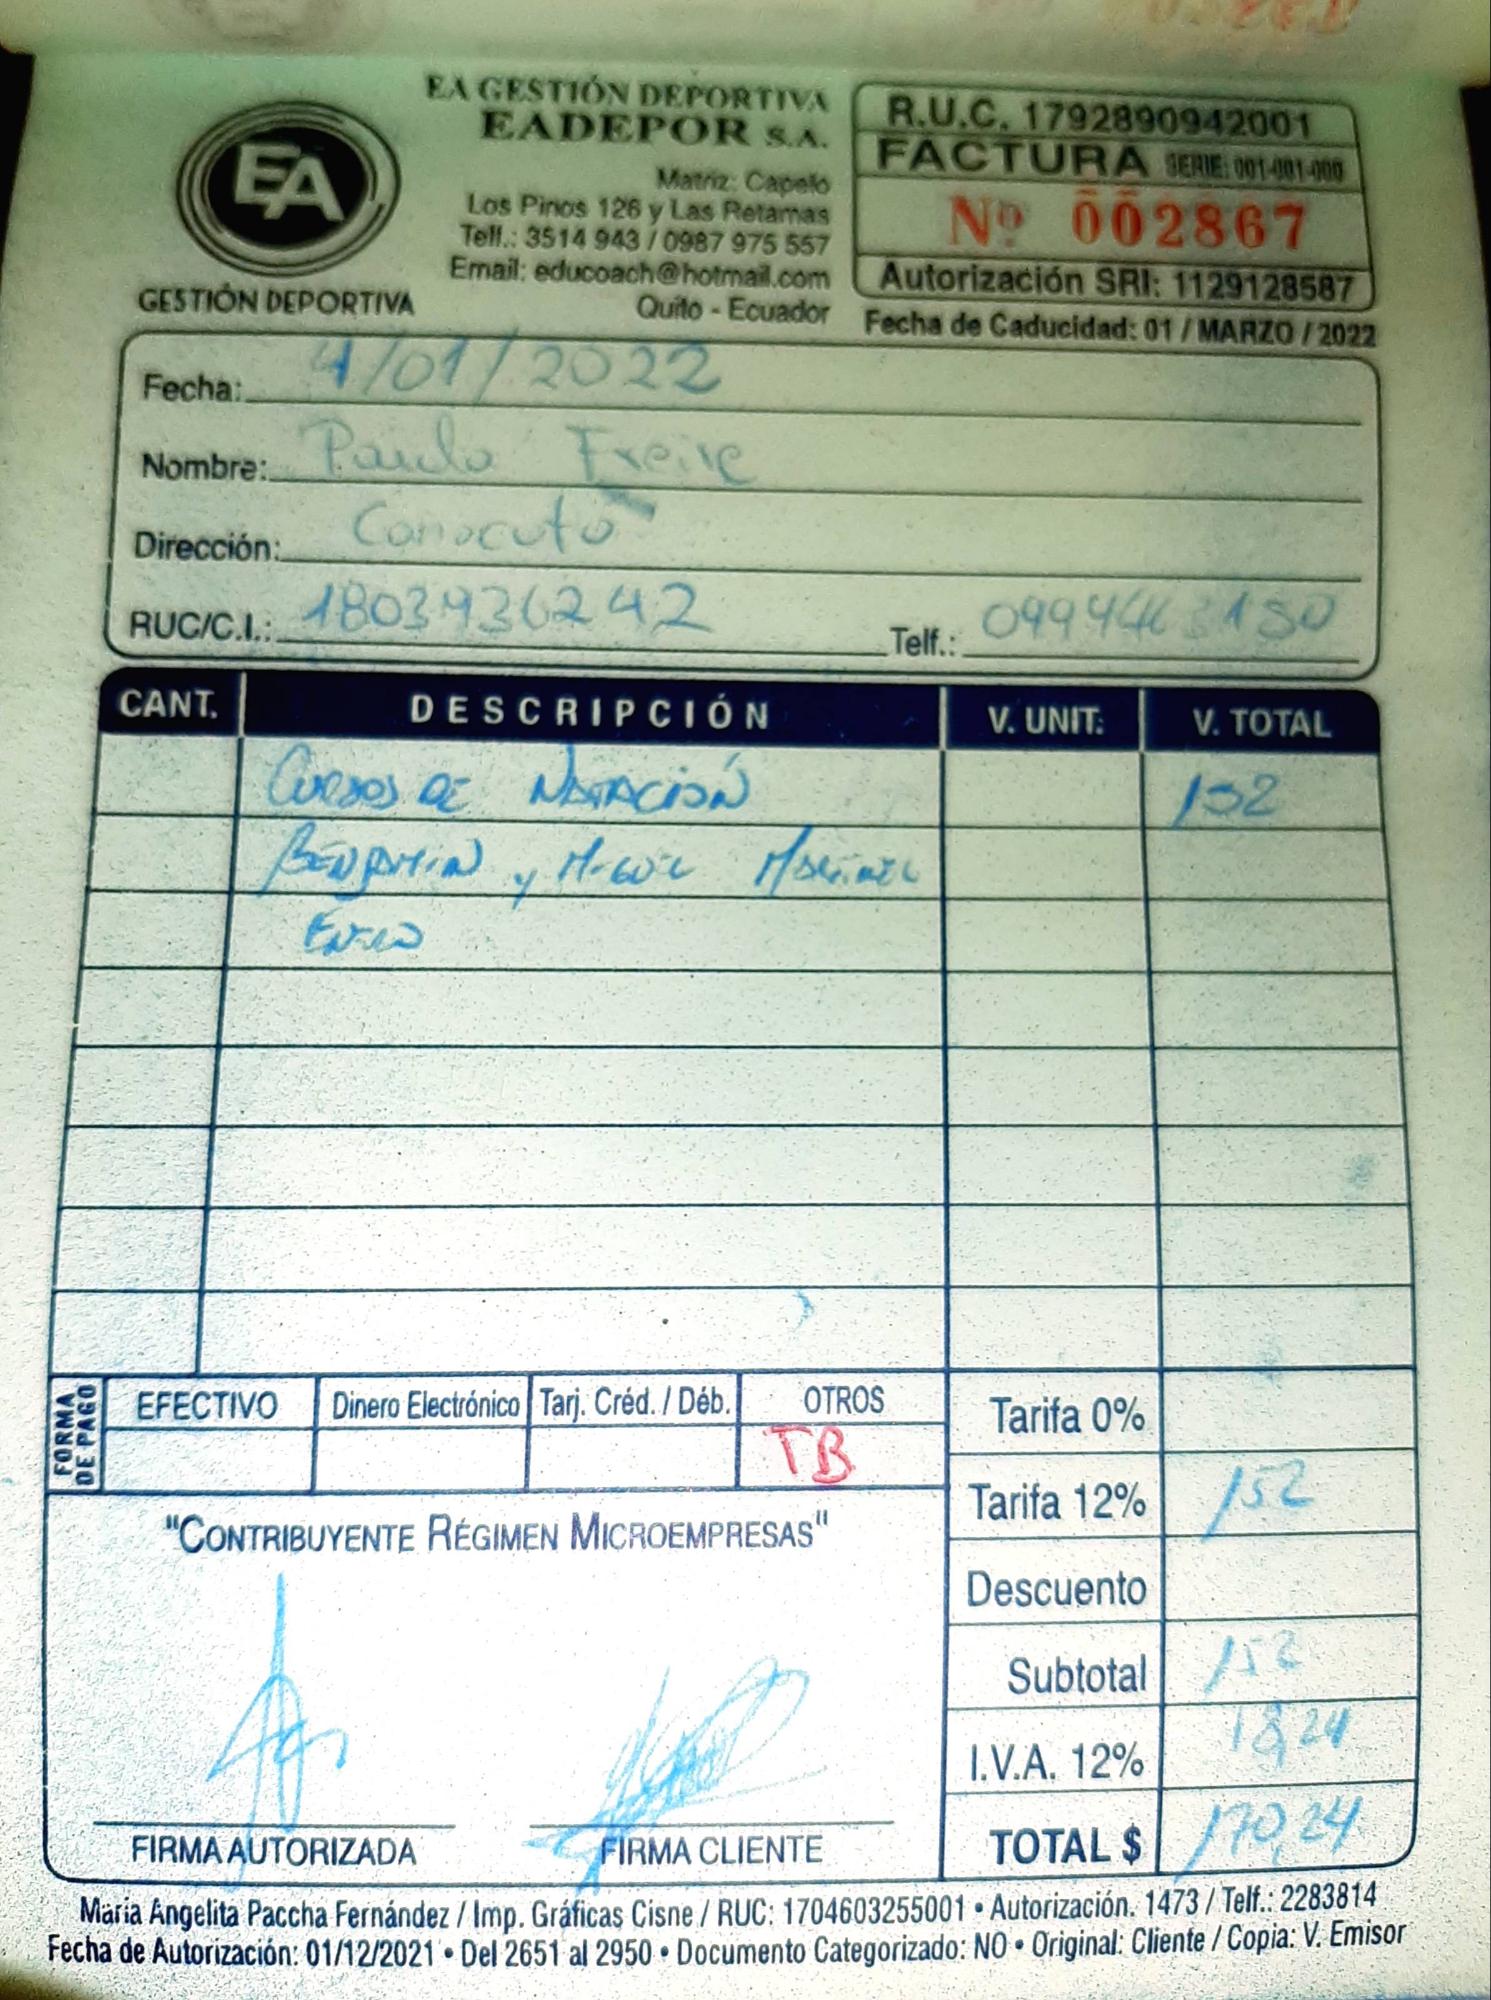 EA GESTIÓN DEPORTIVA
EADEPOR S.A.
EA
GESTIÓN DEPORTIVA
Matriz: Capelo
Los Pinos 126 y Las Retamas
Telf.: 3514 943 / 0987 975 557
Email: educoach@hotmail.com
Quito - Ecuador
R.U.C. 1792890942001
FACTURA SERIE: 001-001-000
Nº 002867
Autorización SRI: 1129128587
Fecha de Caducidad: 01 / MARZO / 2022
Fecha: 4/01/2022
Nombre: Paulo Freire
Dirección: Conocoto
RUC/C.I.: Telf.:
CANT. DESCRIPCIÓN V. UNIT. V. TOTAL
Cursos de Natación 152
Benjamin y Miguel
Enero
FORMA DE PAGO
EFECTIVO Dinero Electrónico Tarj. Créd. / Déb. OTROS
TB
Tarifa 0%
Tarifa 12% 152
Descuento
Subtotal 152
I.V.A. 12% 18,24
TOTAL $ 170,24
"CONTRIBUYENTE RÉGIMEN MICROEMPRESAS"
FIRMA AUTORIZADA FIRMA CLIENTE
María Angelita Paccha Fernández / Imp. Gráficas Cisne / RUC: 1704603255001 • Autorización. 1473 / Telf.: 2283814
Fecha de Autorización: 01/12/2021 • Del 2651 al 2950 • Documento Categorizado: NO • Original: Cliente / Copia: V. Emisor